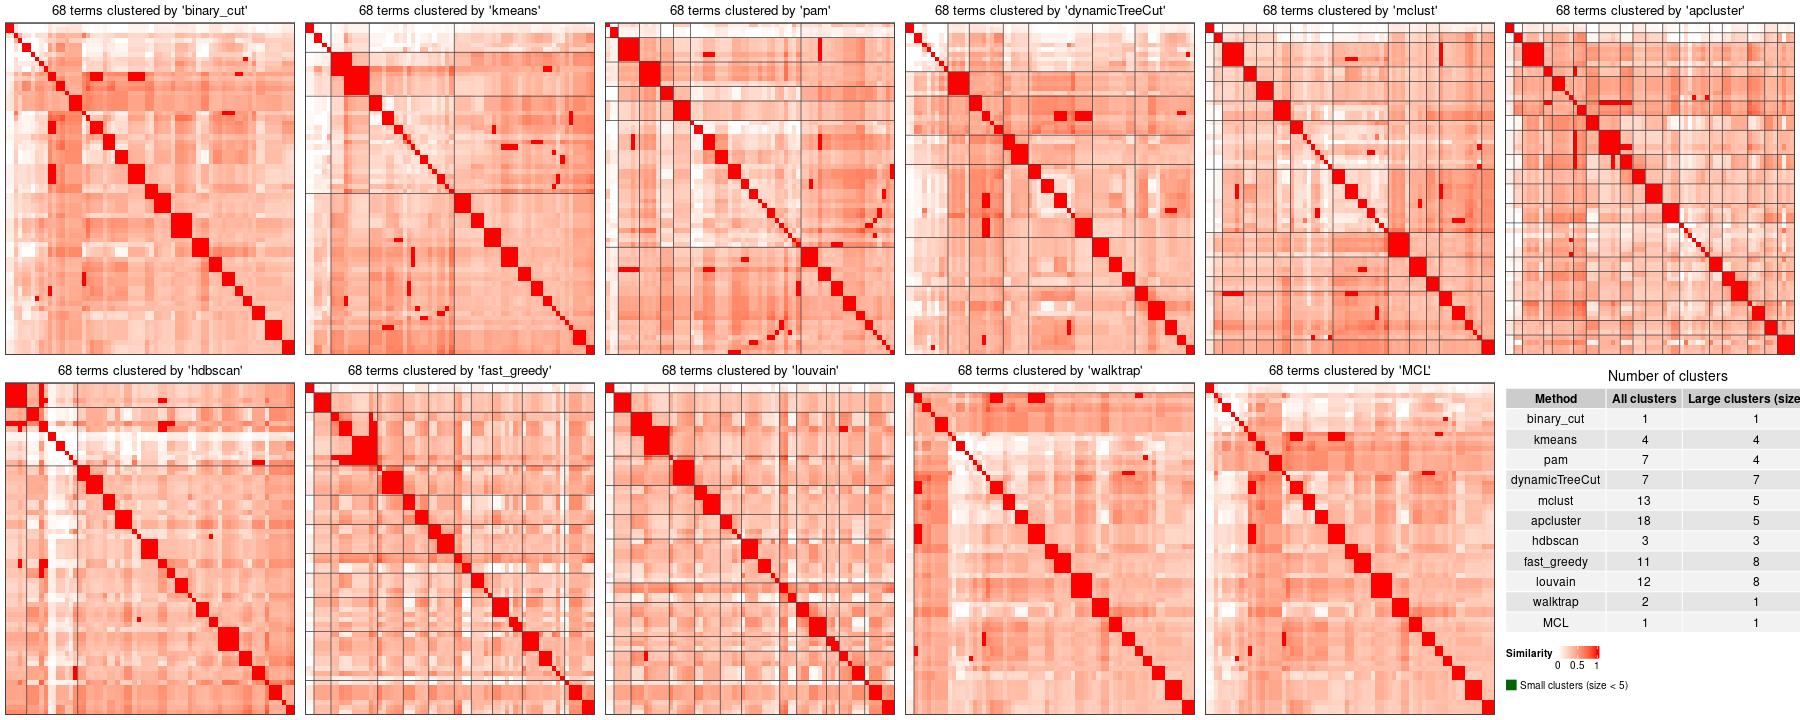 68 terms clustered by 'binary_cut'
68 terms clustered by 'kmeans'
68 terms clustered by 'pam'
68 terms clustered by 'dynamicTreeCut'
68 terms clustered by 'mclust'
68 terms clustered by 'apcluster'
68 terms clustered by 'hdbscan'
68 terms clustered by 'fast_greedy'
68 terms clustered by 'louvain'
68 terms clustered by 'walktrap'
68 terms clustered by 'MCL'
Number of clusters
Method All clusters Large clusters (size
binary_cut 1 1
kmeans 4 4
pam 7 4
dynamicTreeCut 7 7
mclust 13 5
apcluster 18 5
hdbscan 3 3
fast_greedy 11 8
louvain 12 8
walktrap 2 1
MCL 1 1
Similarity
0 0.5 1
Small clusters (size < 5)